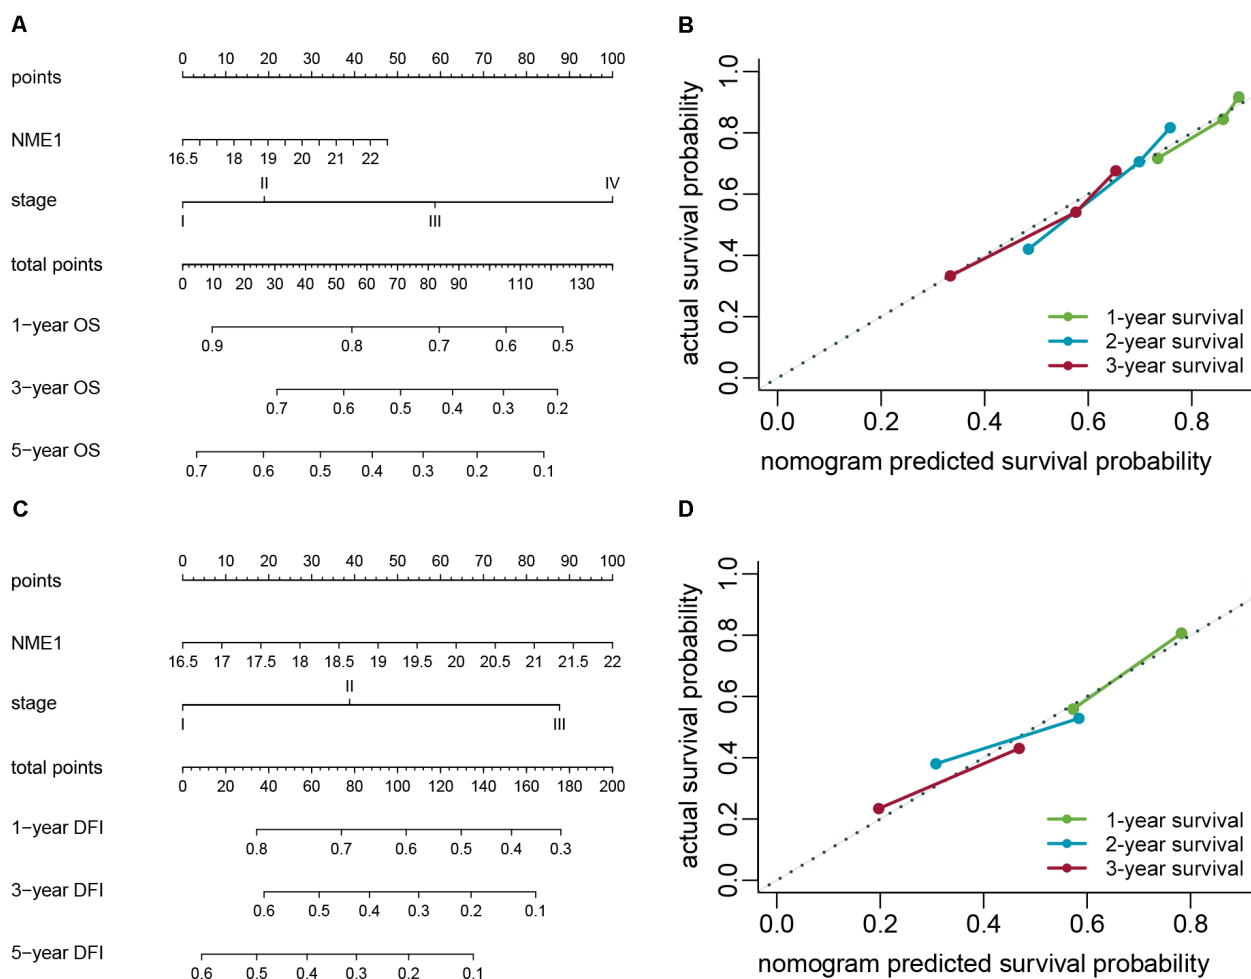 A
0 10 20 30 40 50 60 70 80 90 100
points
NME1
16.5 18 19 20 21 22
II IV
stage
I III
total points
0 10 20 30 40 50 60 70 80 90 110 130
1−year OS
0.9 0.8 0.7 0.6 0.5
3−year OS
0.7 0.6 0.5 0.4 0.3 0.2
5−year OS
0.7 0.6 0.5 0.4 0.3 0.2 0.1
B
actual survival probability
1.0
0.8
0.6
0.4
0.2
0.0
1-year survival
2-year survival
3-year survival
0.0 0.2 0.4 0.6 0.8
nomogram predicted survival probability
C
0 10 20 30 40 50 60 70 80 90 100
points
NME1
16.5 17 17.5 18 18.5 19 19.5 20 20.5 21 21.5 22
II
stage
I III
total points
0 20 40 60 80 100 120 140 160 180 200
1−year DFI
0.8 0.7 0.6 0.5 0.4 0.3
3−year DFI
0.6 0.5 0.4 0.3 0.2 0.1
5−year DFI
0.6 0.5 0.4 0.3 0.2 0.1
D
actual survival probability
1.0
0.8
0.6
0.4
0.2
0.0
1-year survival
2-year survival
3-year survival
0.0 0.2 0.4 0.6 0.8
nomogram predicted survival probability